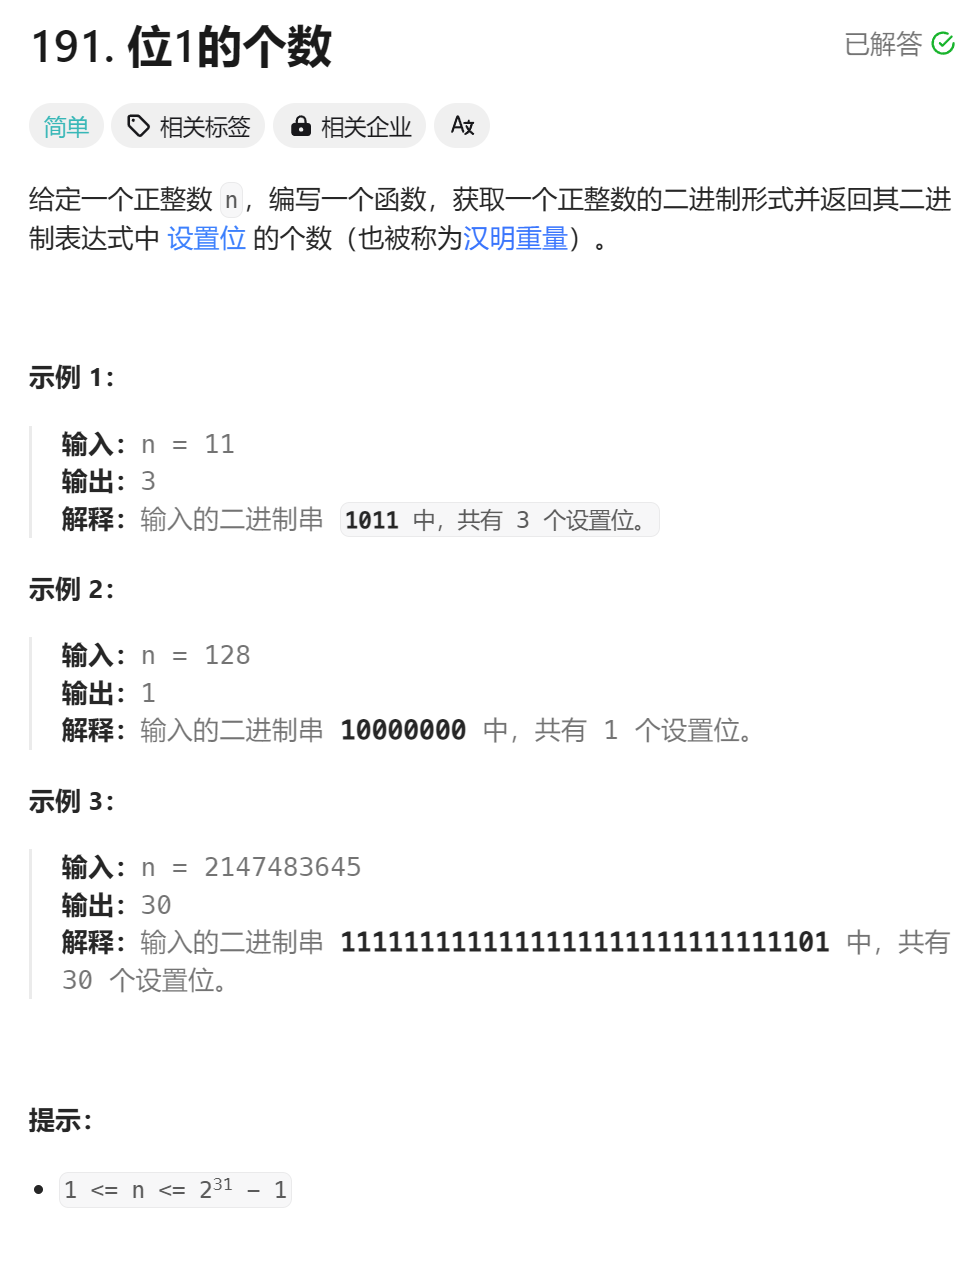 191. 位1的个数
已解答
简单 相关标签 相关企业 Aあ
给定一个正整数 n，编写一个函数，获取一个正整数的二进制形式并返回其二进
制表达式中 设置位 的个数（也被称为汉明重量）。
示例 1：
输入：n = 11
输出：3
解释：输入的二进制串 1011 中，共有 3 个设置位。
示例 2：
输入：n = 128
输出：1
解释：输入的二进制串 10000000 中，共有 1 个设置位。
示例 3：
输入：n = 2147483645
输出：30
解释：输入的二进制串 1111111111111111111111111111101 中，共有
30 个设置位。
提示：
1 <= n <= 2³¹ - 1